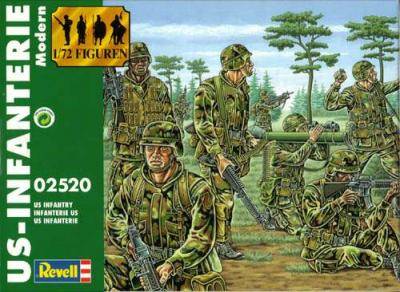 US-INFANTERIE
Modern
1/72 FIGUREN
02520
US INFANTRY
INFANTERIE US
US INFANTERIE
Revell